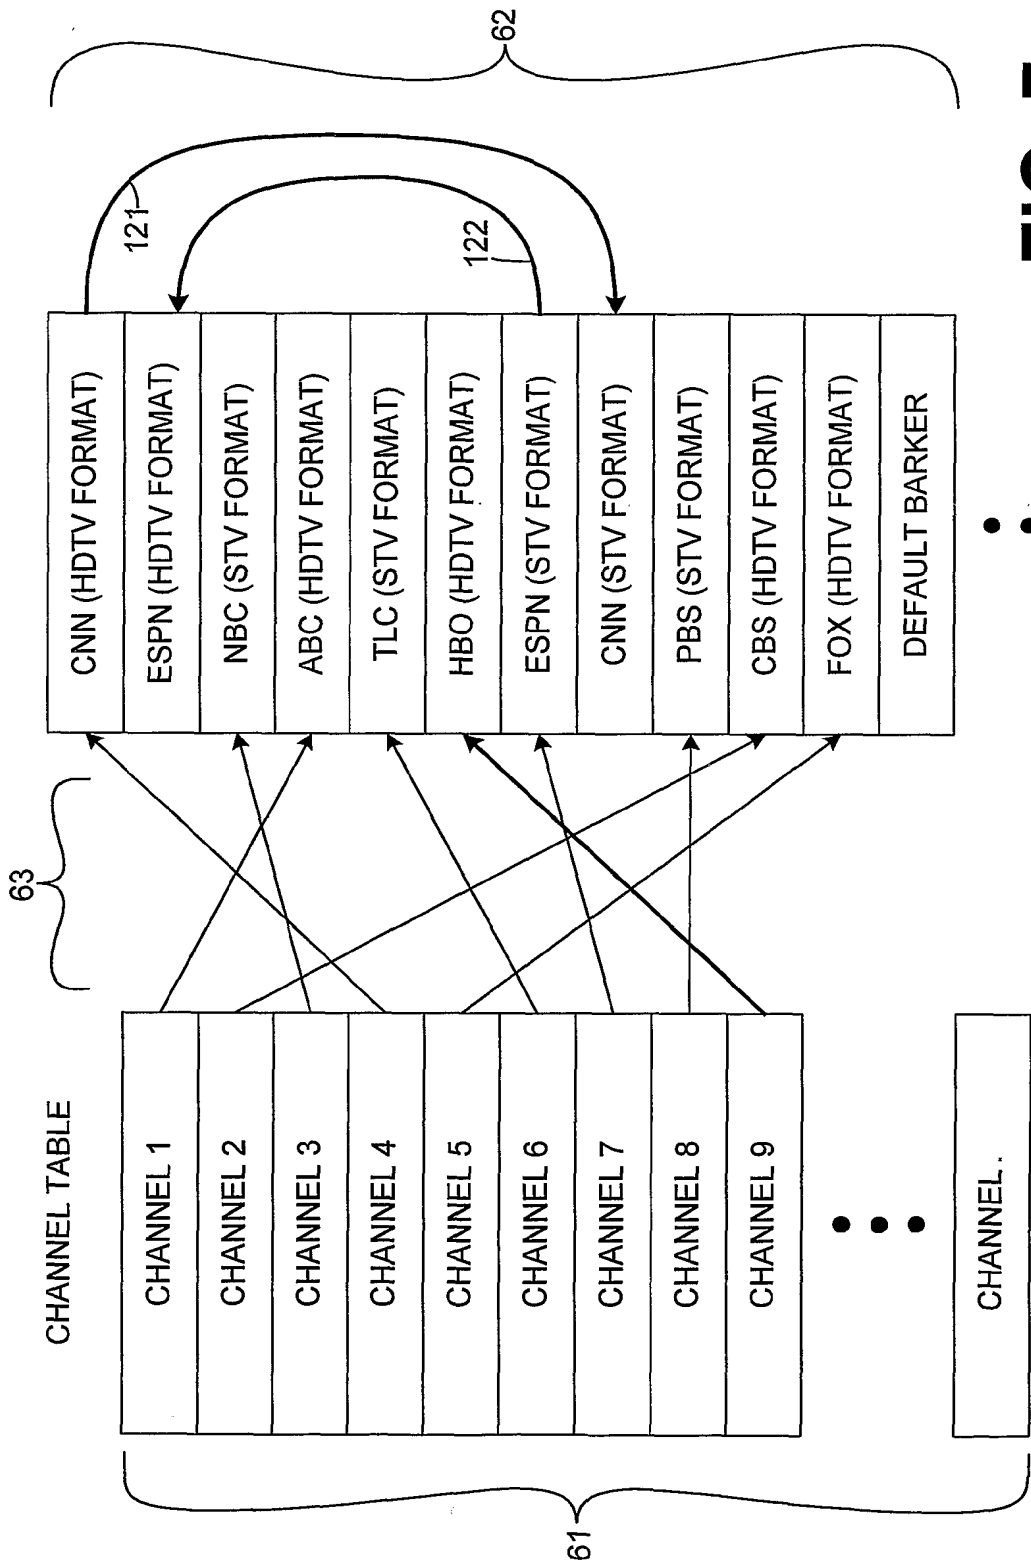 CHANNEL TABLE
61
CHANNEL 1
CHANNEL 2
CHANNEL 3
CHANNEL 4
CHANNEL 5
CHANNEL 6
CHANNEL 7
CHANNEL 8
CHANNEL 9
CHANNEL .
63
CNN (HDTV FORMAT)
ESPN (HDTV FORMAT)
NBC (STV FORMAT)
ABC (HDTV FORMAT)
TLC (STV FORMAT)
HBO (HDTV FORMAT)
ESPN (STV FORMAT)
CNN (STV FORMAT)
PBS (STV FORMAT)
CBS (HDTV FORMAT)
FOX (HDTV FORMAT)
DEFAULT BARKER
121
122
62